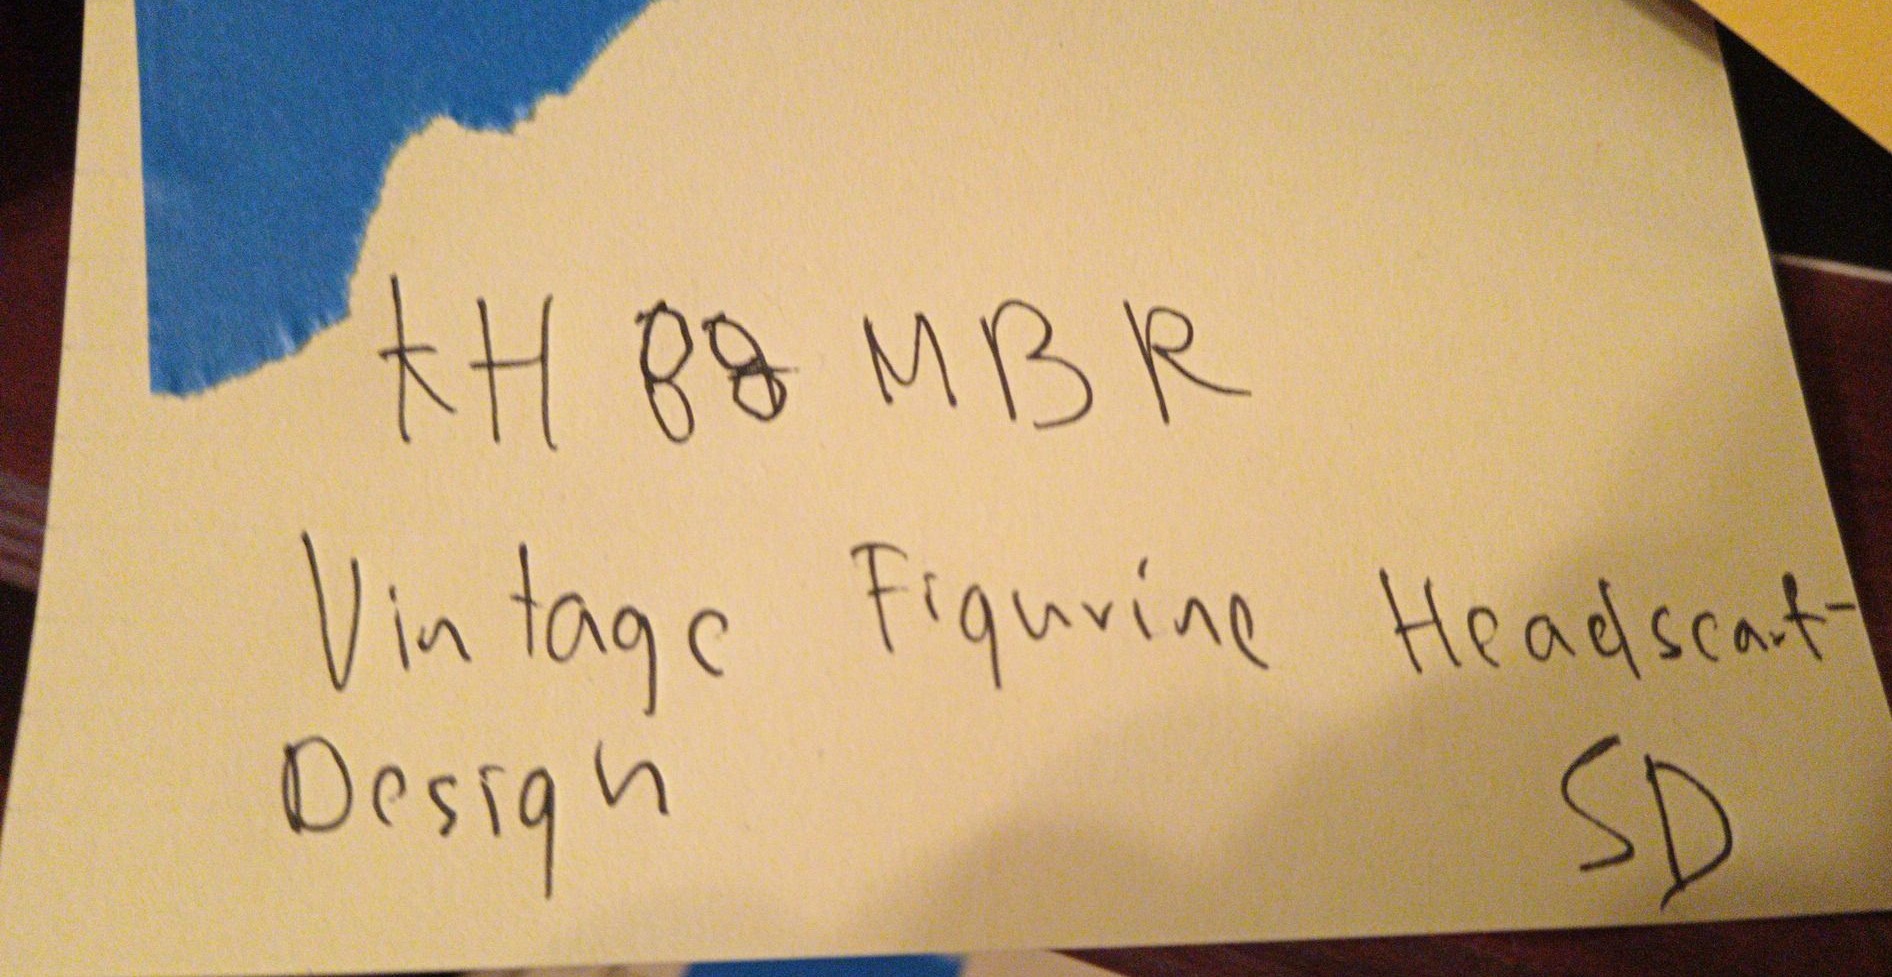 KH 88 MBR
Vintage Figurine Headscarf
Design
SD